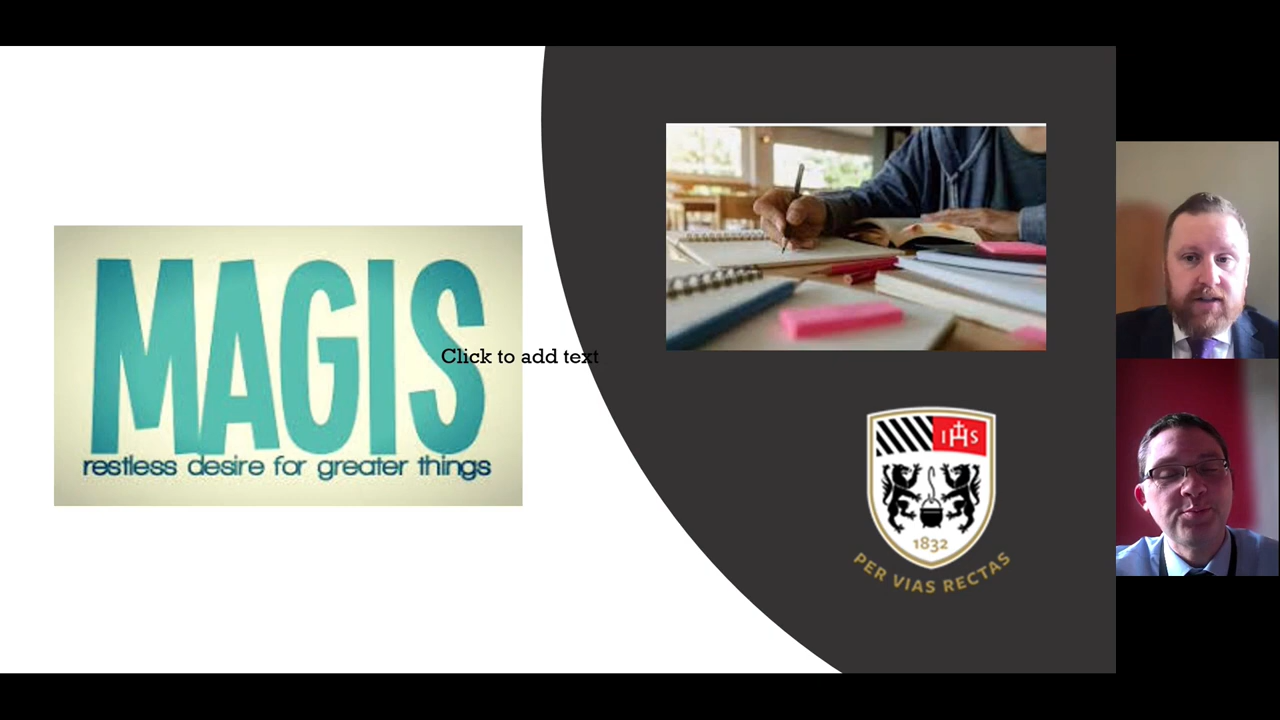 MAGIS
restless desire for greater things
Click to add text
IHS
1832
PER VIAS RECTAS